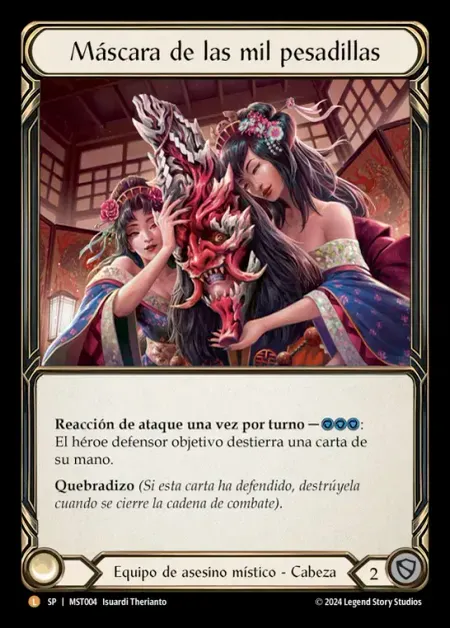 Máscara de las mil pesadillas
Reacción de ataque una vez por turno —:
El héroe defensor objetivo destierra una carta de
su mano.
Quebradizo (Si esta carta ha defendido, destrúyela
cuando se cierre la cadena de combate).
Equipo de asesino místico - Cabeza
2
L SP | MST004 Isuardi Therianto
© 2024 Legend Story Studios